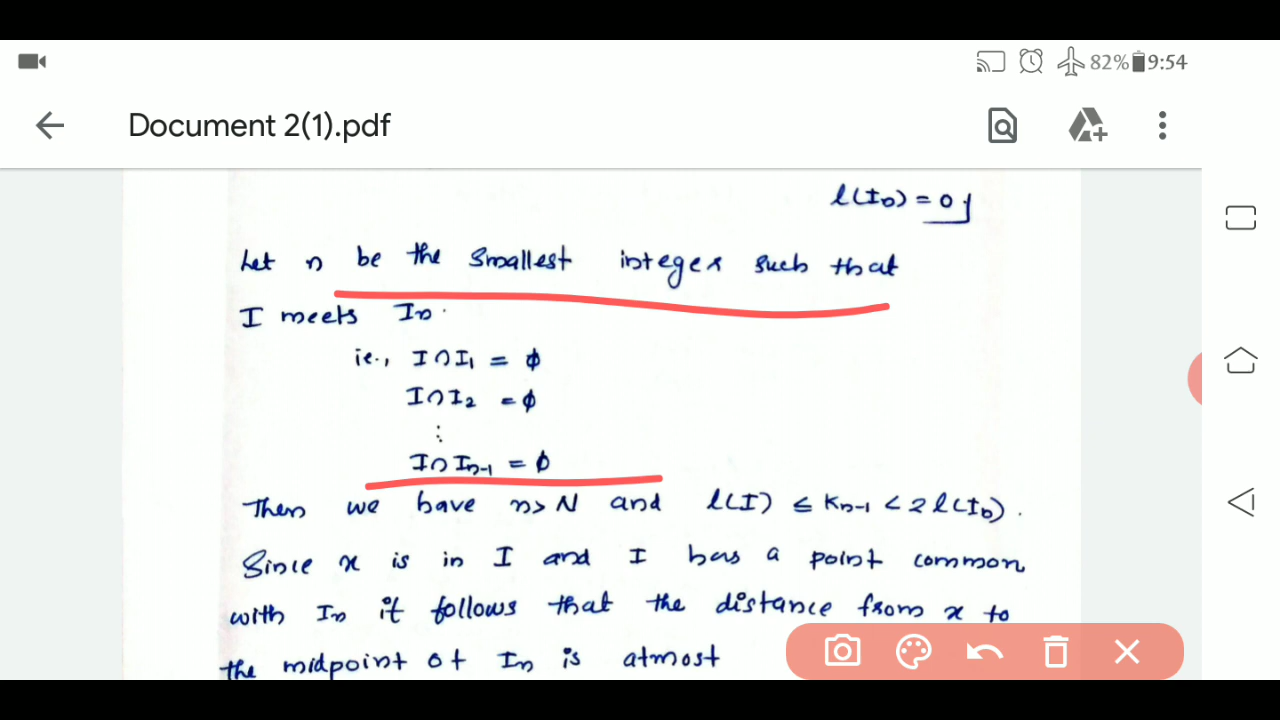 82% 9:54
Document 2(1).pdf
l(In) = 0}
Let n be the smallest integer such that
I meets In.
ie., I∩I1 = ϕ
I∩I2 = ϕ
⋮
I∩In-1 = ϕ
Then we have n> N and l(I) ≤ Kn-1 < 2 l(In).
Since x is in I and I has a point common
with In it follows that the distance from x to
the midpoint of In is atmost